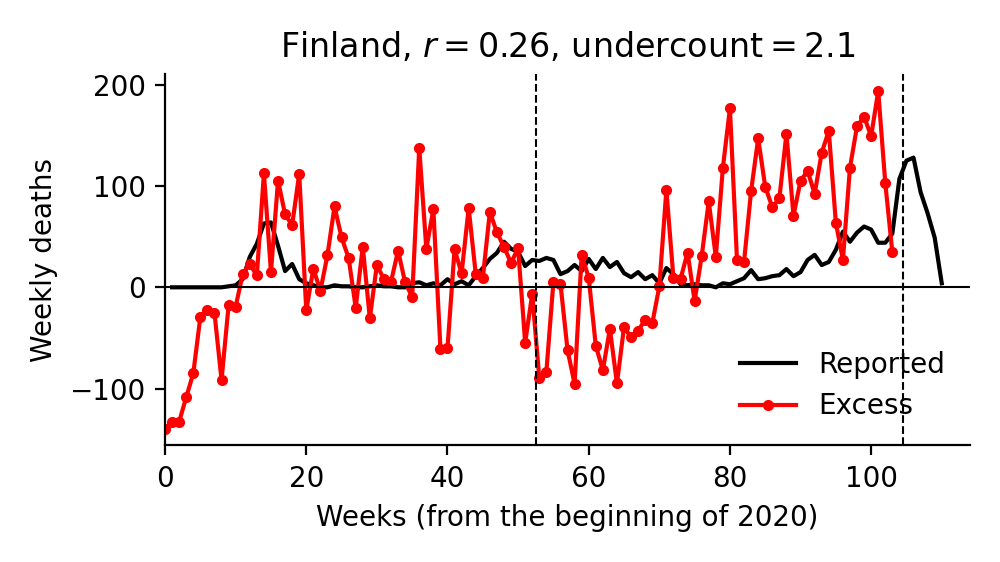 Finland, r = 0.26, undercount = 2.1
Weekly deaths
200
100
0
−100
Reported
Excess
0 20 40 60 80 100
Weeks (from the beginning of 2020)